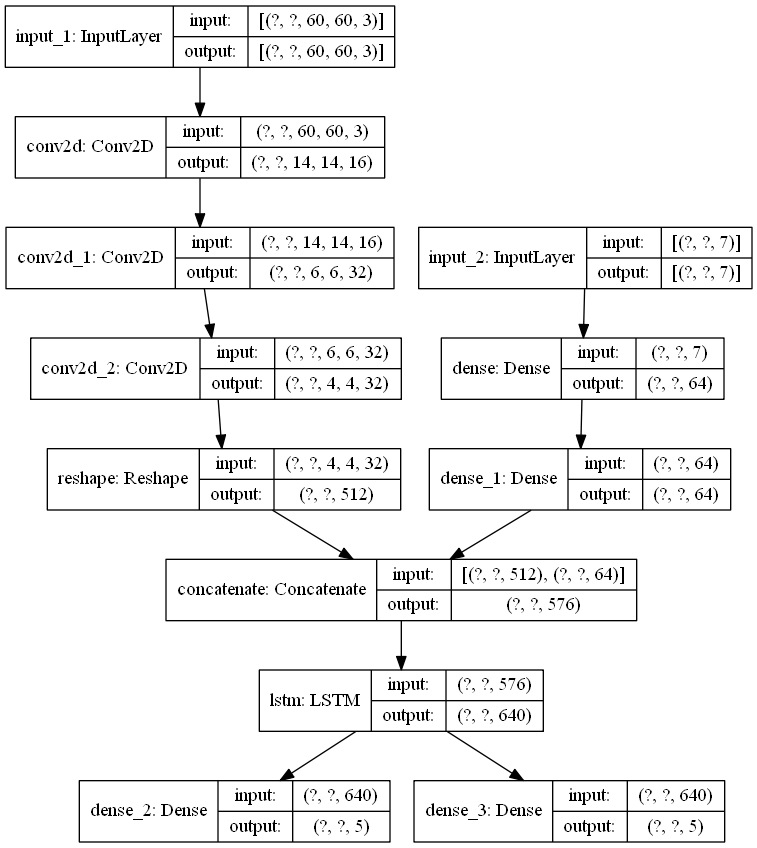 input_1: InputLayer
input: [(?, ?, 60, 60, 3)]
output: [(?, ?, 60, 60, 3)]
conv2d: Conv2D
input: (?, ?, 60, 60, 3)
output: (?, ?, 14, 14, 16)
conv2d_1: Conv2D
input: (?, ?, 14, 14, 16)
output: (?, ?, 6, 6, 32)
input_2: InputLayer
input: [(?, ?, 7)]
output: [(?, ?, 7)]
conv2d_2: Conv2D
input: (?, ?, 6, 6, 32)
output: (?, ?, 4, 4, 32)
dense: Dense
input: (?, ?, 7)
output: (?, ?, 64)
reshape: Reshape
input: (?, ?, 4, 4, 32)
output: (?, ?, 512)
dense_1: Dense
input: (?, ?, 64)
output: (?, ?, 64)
concatenate: Concatenate
input: [(?, ?, 512), (?, ?, 64)]
output: (?, ?, 576)
lstm: LSTM
input: (?, ?, 576)
output: (?, ?, 640)
dense_2: Dense
input: (?, ?, 640)
output: (?, ?, 5)
dense_3: Dense
input: (?, ?, 640)
output: (?, ?, 5)